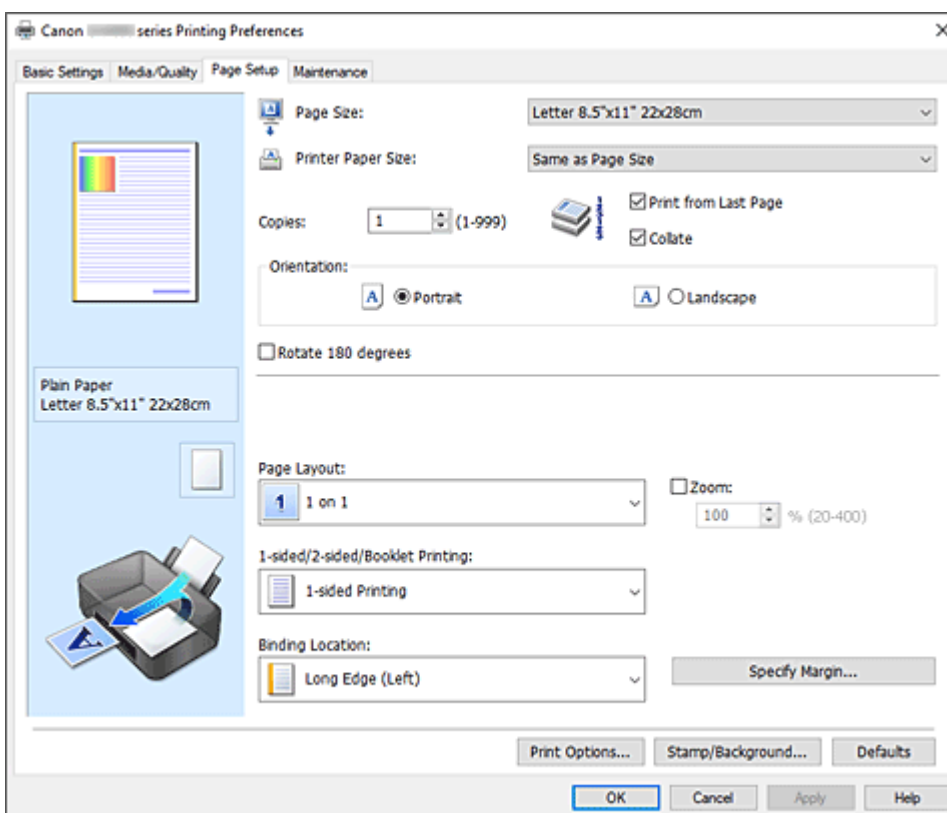 Canon series Printing Preferences
Basic Settings Media/Quality Page Setup Maintenance
Page Size: Letter 8.5"x11" 22x28cm
Printer Paper Size: Same as Page Size
Copies: 1 (1-999)
Print from Last Page
Collate
Orientation:
A Portrait A Landscape
Rotate 180 degrees
Plain Paper
Letter 8.5"x11" 22x28cm
Page Layout:
1 1 on 1
Zoom:
100 % (20-400)
1-sided/2-sided/Booklet Printing:
1-sided Printing
Binding Location:
Long Edge (Left)
Specify Margin...
A
Print Options... Stamp/Background... Defaults
OK Cancel Apply Help